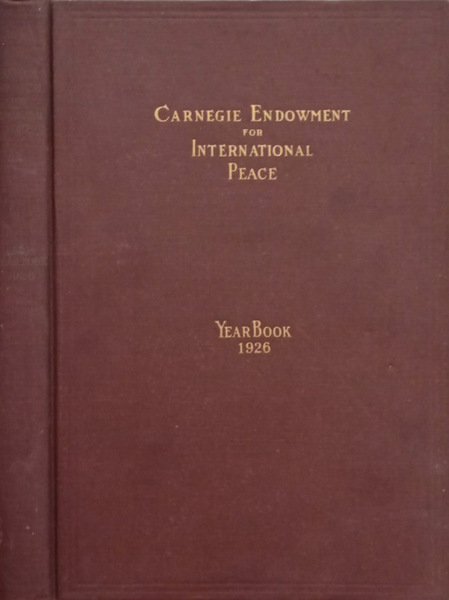 CARNEGIE ENDOWMENT
FOR
INTERNATIONAL
PEACE
YEAR BOOK
1926